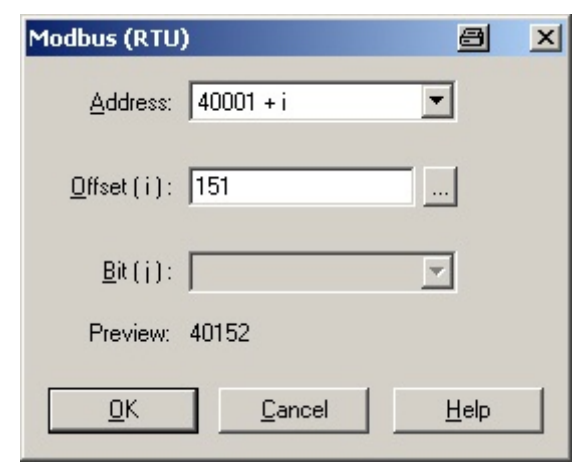 Modbus (RTU)
Address: 40001 + i
Offset ( i ): 151 ...
Bit ( j ):
Preview: 40152
OK Cancel Help